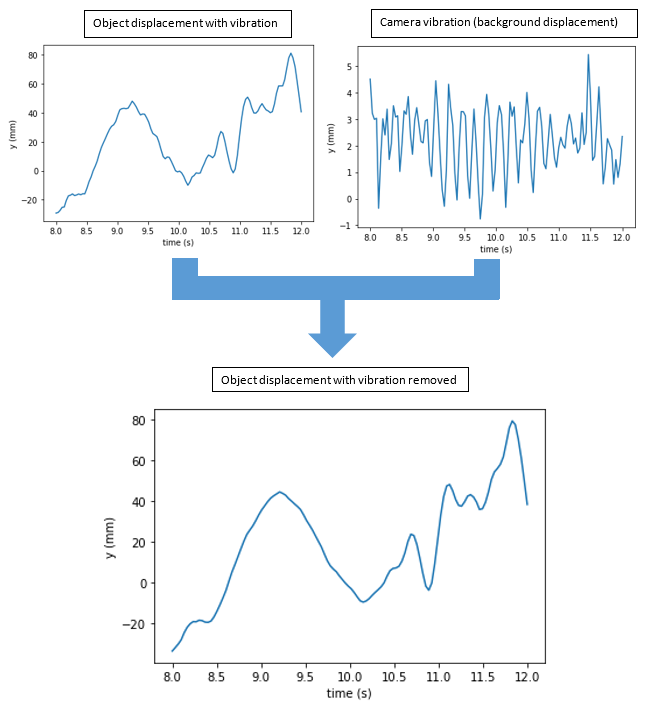 Object displacement with vibration
Camera vibration (background displacement)
80
60
40
20
0
−20
y (mm)
8.0 8.5 9.0 9.5 10.0 10.5 11.0 11.5 12.0
time (s)
5
4
3
2
1
0
−1
y (mm)
8.0 8.5 9.0 9.5 10.0 10.5 11.0 11.5 12.0
time (s)
Object displacement with vibration removed
80
60
40
20
0
−20
y (mm)
8.0 8.5 9.0 9.5 10.0 10.5 11.0 11.5 12.0
time (s)